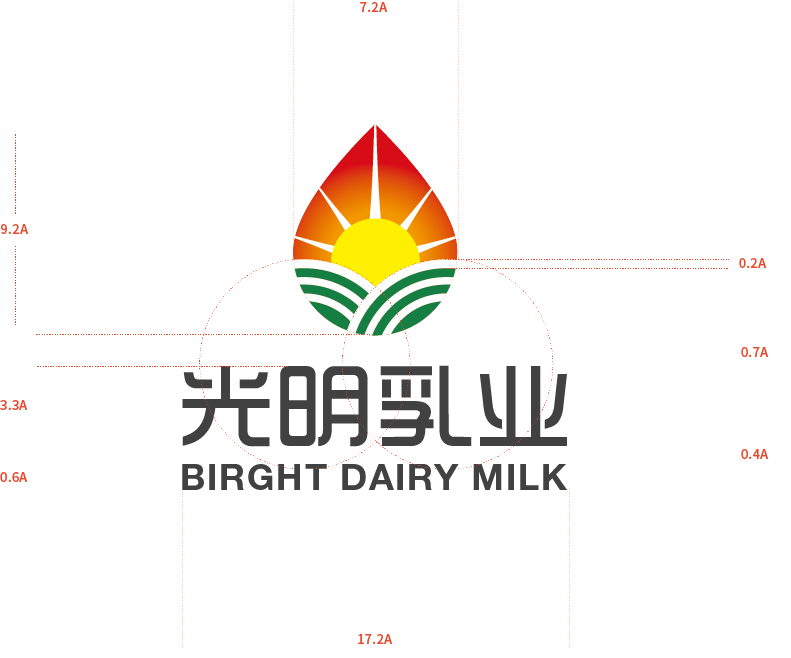 7.2A
9.2A
0.2A
0.7A
光明乳业
3.3A
0.4A
BIRGHT DAIRY MILK
0.6A
17.2A